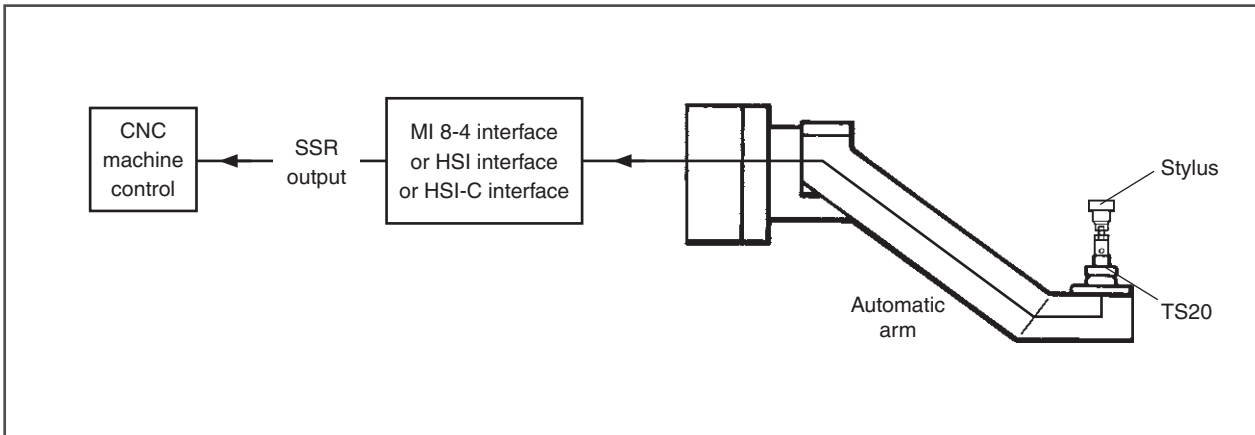 CNC
machine
control
SSR
output
MI 8-4 interface
or HSI interface
or HSI-C interface
Automatic
arm
Stylus
TS20